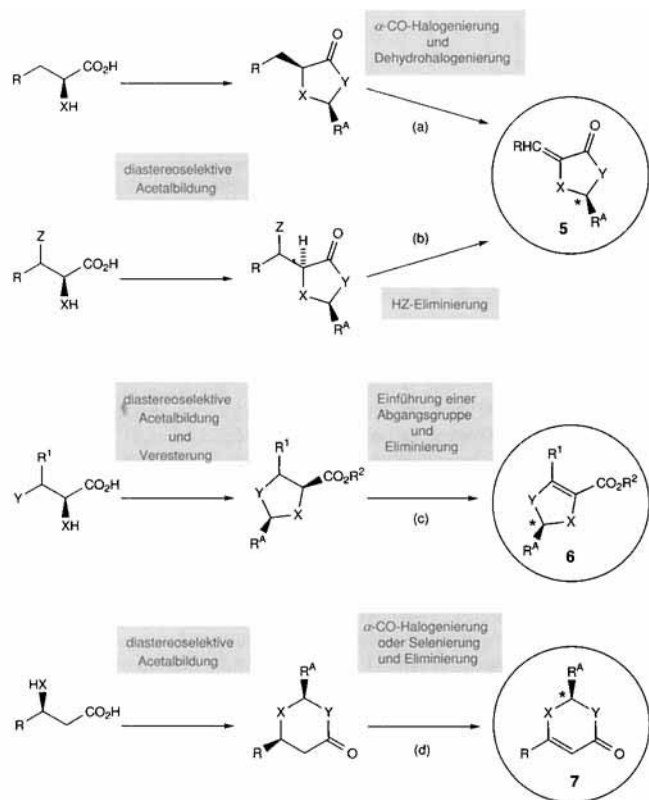 α-CO-Halogenierung
und
Dehydrohalogenierung
R
CO₂H
XH
R
O
X
Y
Rᴬ
(a)
diastereoselektive
Acetalbildung
RHC
O
X
Y
*
Rᴬ
5
Z
R
CO₂H
XH
Z
H
R
O
X
Y
Rᴬ
(b)
HZ-Eliminierung
diastereoselektive
Acetalbildung
und
Veresterung
Einführung einer
Abgangsgruppe
und
Eliminierung
R¹
Y
CO₂H
XH
R¹
CO₂R²
Y
X
Rᴬ
(c)
R¹
CO₂R²
Y
X
*
Rᴬ
6
diastereoselektive
Acetalbildung
α-CO-Halogenierung
oder Selenierung
und Eliminierung
HX
R
CO₂H
Rᴬ
X
Y
R
O
(d)
Rᴬ
*
X
Y
R
O
7